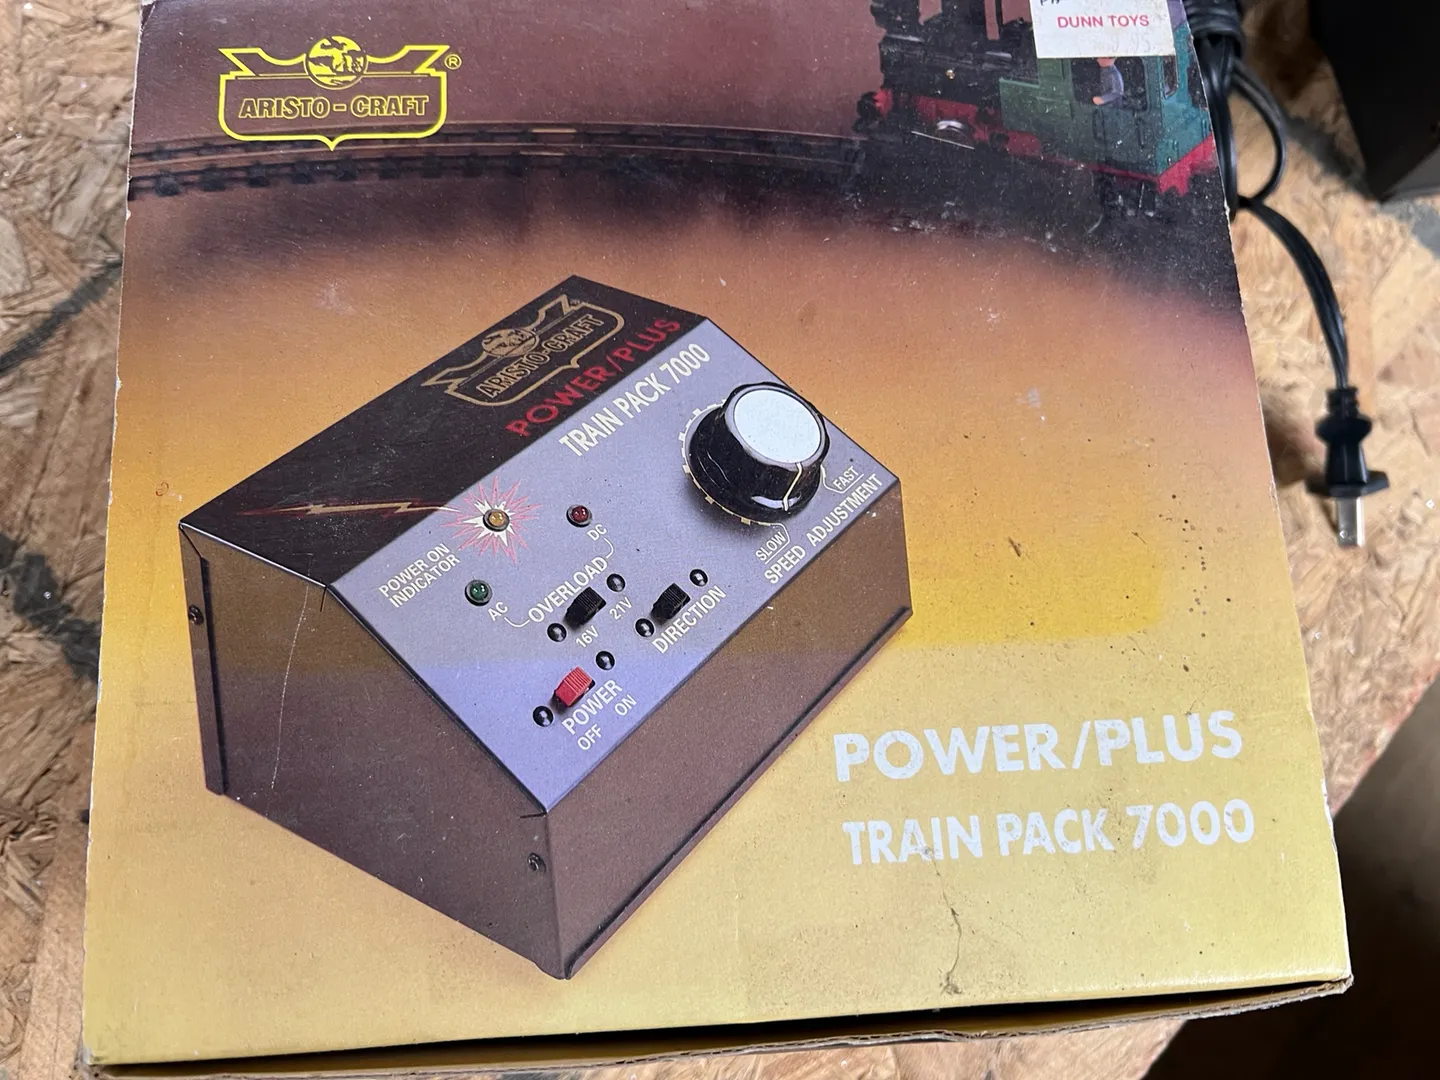 DUNN TOYS
ARISTO-CRAFT ®
ARISTO-CRAFT ®
POWER/PLUS
TRAIN PACK 7000
FAST
SLOW
SPEED ADJUSTMENT
POWER ON
INDICATOR
DC
AC
OVERLOAD
16V 21V
DIRECTION
POWER
OFF ON
POWER/PLUS
TRAIN PACK 7000